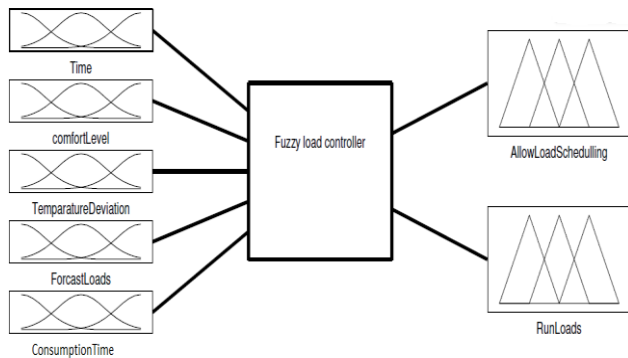 Time
comfortLevel
TemparatureDeviation
ForcastLoads
ConsumptionTime
Fuzzy load controller
AllowLoadSchedulling
RunLoads